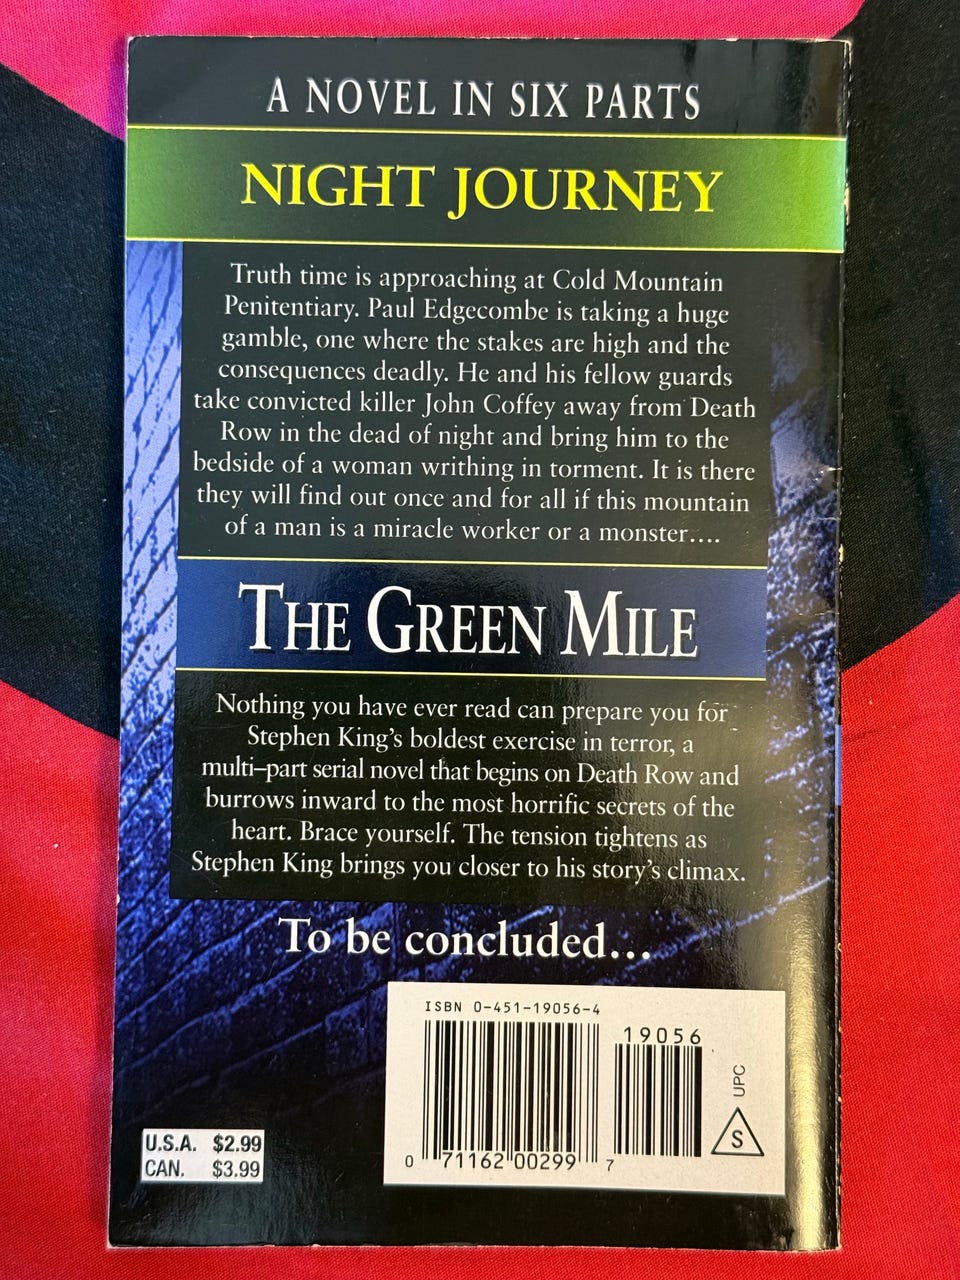 A NOVEL IN SIX PARTS
NIGHT JOURNEY
Truth time is approaching at Cold Mountain
Penitentiary. Paul Edgecombe is taking a huge
gamble, one where the stakes are high and the
consequences deadly. He and his fellow guards
take convicted killer John Coffey away from Death
Row in the dead of night and bring him to the
bedside of a woman writhing in torment. It is there
they will find out once and for all if this mountain
of a man is a miracle worker or a monster....
THE GREEN MILE
Nothing you have ever read can prepare you for
Stephen King's boldest exercise in terror, a
multi–part serial novel that begins on Death Row and
burrows inward to the most horrific secrets of the
heart. Brace yourself. The tension tightens as
Stephen King brings you closer to his story's climax.
To be concluded...
ISBN 0-451-19056-4
19056
UPC
S
0 71162 00299 7
U.S.A. $2.99
CAN. $3.99